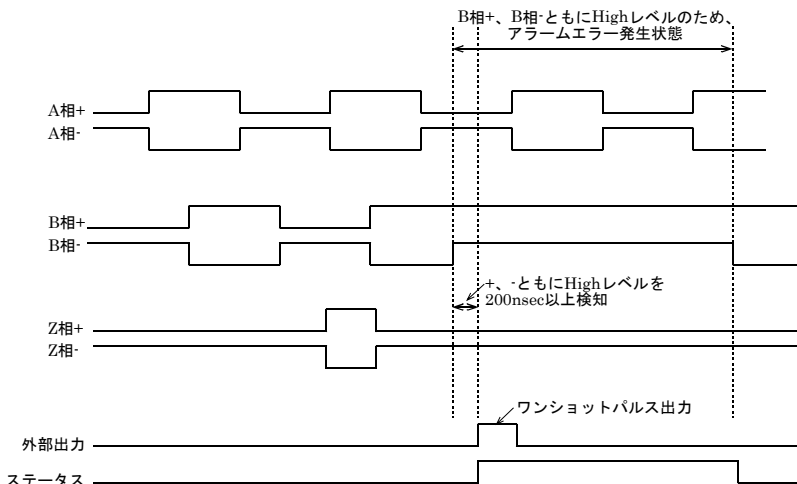 B相+、B相-ともにHighレベルのため、
アラームエラー発生状態
A相+
A相-
B相+
B相-
+、-ともにHighレベルを
200nsec以上検知
Z相+
Z相-
ワンショットパルス出力
外部出力
ステータス